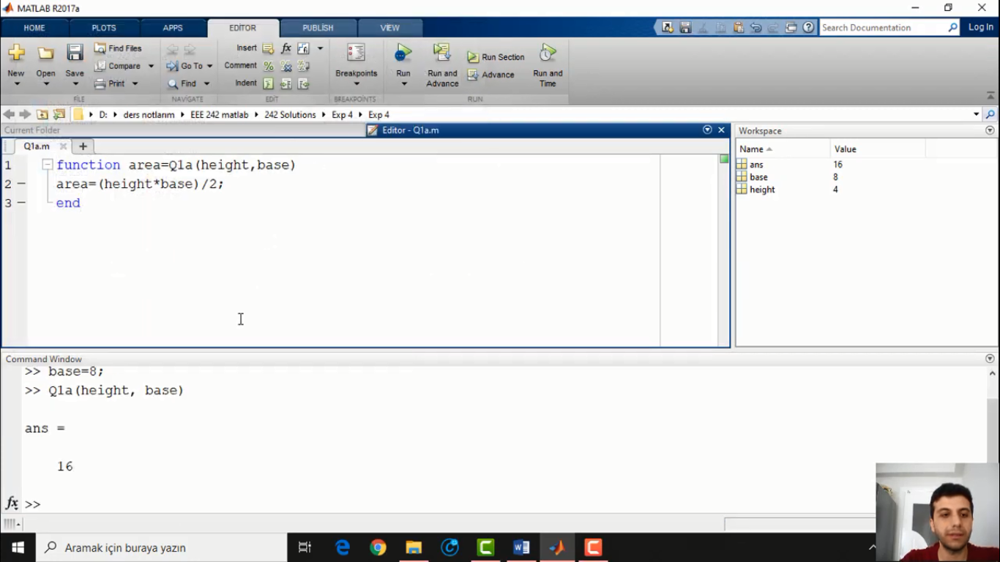 MATLAB R2017a
HOME PLOTS APPS EDITOR PUBLISH VIEW Search Documentation Log In
New Open Save Find Files Compare Print Go To Find Insert Comment Indent fx Breakpoints Run Run and Advance Run Section Advance Run and Time
FILE NAVIGATE EDIT BREAKPOINTS RUN
D: ders notlarım EEE 242 matlab 242 Solutions Exp 4 Exp 4
Current Folder Editor - Q1a.m Workspace
Q1a.m + Name Value
1 function area=Q1a(height,base)
2 area=(height*base)/2;
3 end
ans 16
base 8
height 4
Command Window
>> base=8;
>> Q1a(height, base)
ans =
16
fx >>
Aramak için buraya yazın